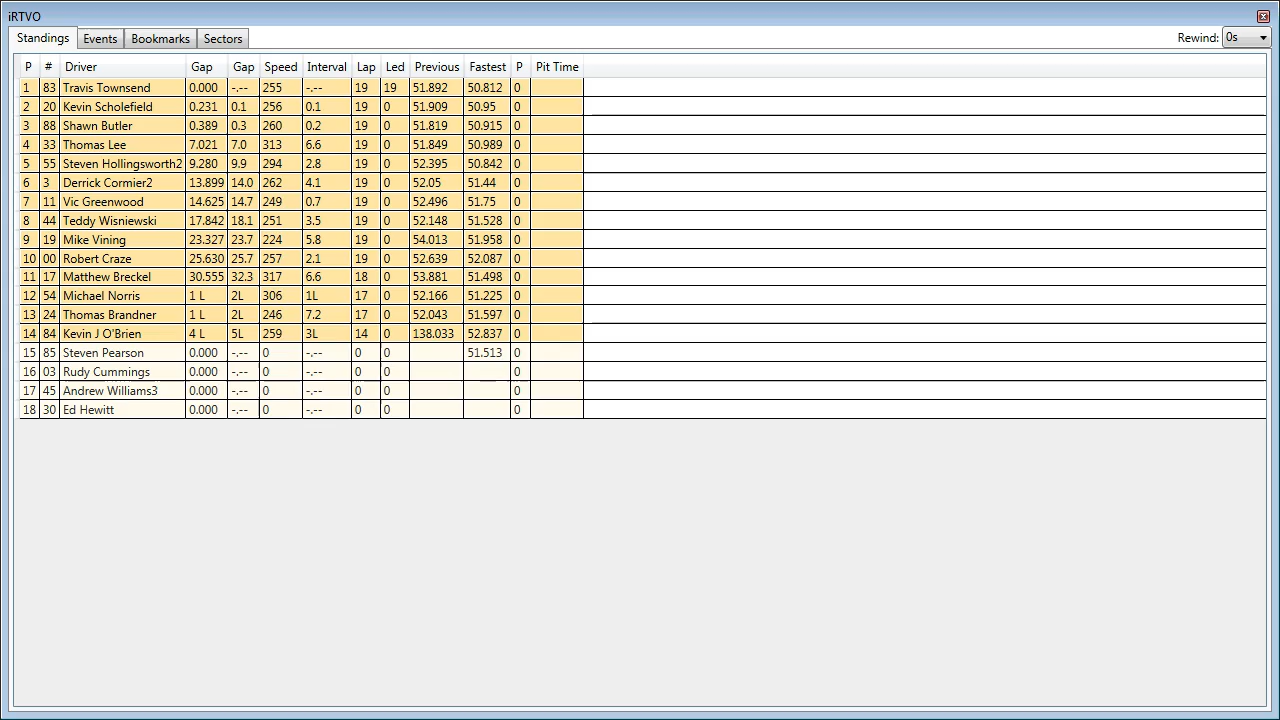 iRTVO
Standings Events Bookmarks Sectors Rewind: 0s
P # Driver Gap Gap Speed Interval Lap Led Previous Fastest P Pit Time
1 83 Travis Townsend 0.000 -.-- 255 -.-- 19 19 51.892 50.812 0
2 20 Kevin Scholefield 0.231 0.1 256 0.1 19 0 51.909 50.95 0
3 88 Shawn Butler 0.389 0.3 260 0.2 19 0 51.819 50.915 0
4 33 Thomas Lee 7.021 7.0 313 6.6 19 0 51.849 50.989 0
5 55 Steven Hollingsworth2 9.280 9.9 294 2.8 19 0 52.395 50.842 0
6 3 Derrick Cormier2 13.899 14.0 262 4.1 19 0 52.05 51.44 0
7 11 Vic Greenwood 14.625 14.7 249 0.7 19 0 52.496 51.75 0
8 44 Teddy Wisniewski 17.842 18.1 251 3.5 19 0 52.148 51.528 0
9 19 Mike Vining 23.327 23.7 224 5.8 19 0 54.013 51.958 0
10 00 Robert Craze 25.630 25.7 257 2.1 19 0 52.639 52.087 0
11 17 Matthew Breckel 30.555 32.3 317 6.6 18 0 53.881 51.498 0
12 54 Michael Norris 1 L 2L 306 1L 17 0 52.166 51.225 0
13 24 Thomas Brandner 1 L 2L 246 7.2 17 0 52.043 51.597 0
14 84 Kevin J O'Brien 4 L 5L 259 3L 14 0 138.033 52.837 0
15 85 Steven Pearson 0.000 -.-- 0 -.-- 0 0 51.513 0
16 03 Rudy Cummings 0.000 -.-- 0 -.-- 0 0 0
17 45 Andrew Williams3 0.000 -.-- 0 -.-- 0 0 0
18 30 Ed Hewitt 0.000 -.-- 0 -.-- 0 0 0